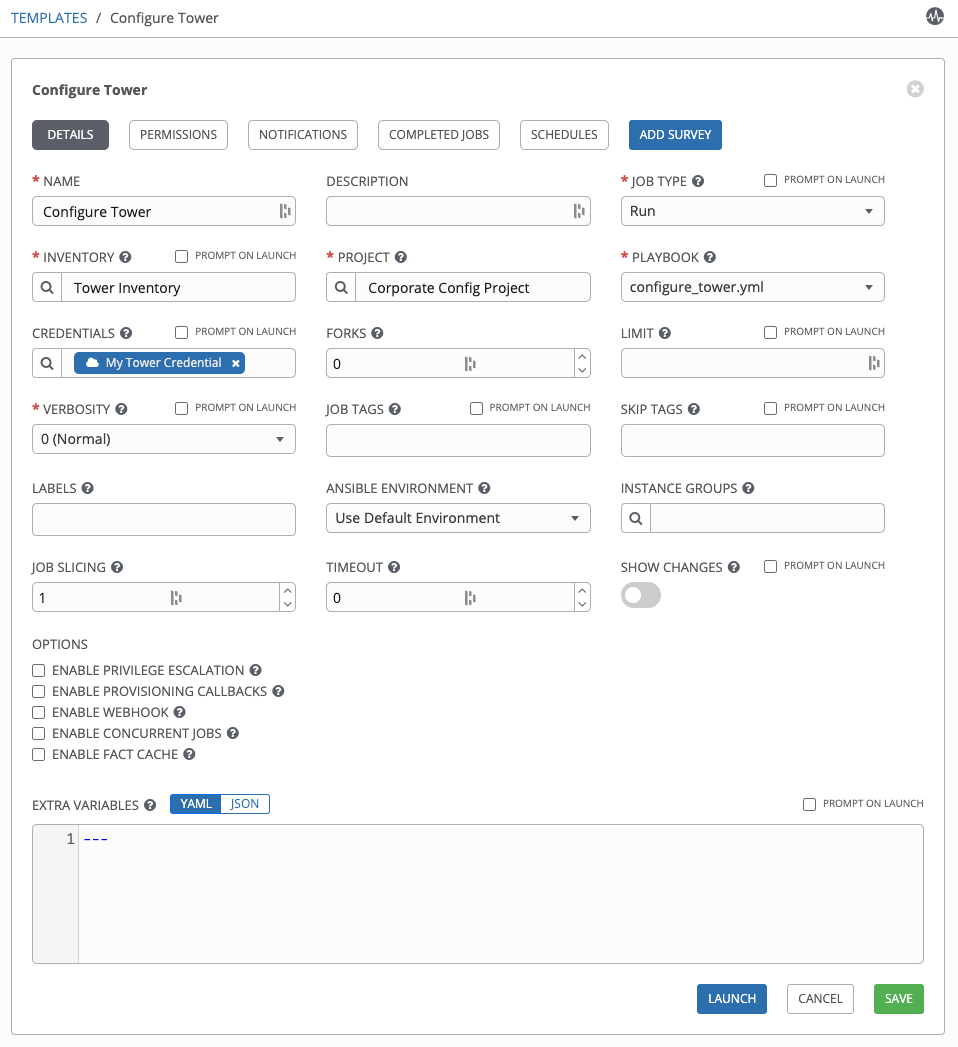 TEMPLATES / Configure Tower
Configure Tower
DETAILS PERMISSIONS NOTIFICATIONS COMPLETED JOBS SCHEDULES ADD SURVEY
* NAME DESCRIPTION * JOB TYPE ? PROMPT ON LAUNCH
Configure Tower Run
* INVENTORY ? PROMPT ON LAUNCH * PROJECT ? * PLAYBOOK ?
Tower Inventory Corporate Config Project configure_tower.yml
CREDENTIALS ? PROMPT ON LAUNCH FORKS ? LIMIT ? PROMPT ON LAUNCH
My Tower Credential × 0
* VERBOSITY ? PROMPT ON LAUNCH JOB TAGS ? PROMPT ON LAUNCH SKIP TAGS ? PROMPT ON LAUNCH
0 (Normal)
LABELS ? ANSIBLE ENVIRONMENT ? INSTANCE GROUPS ?
Use Default Environment
JOB SLICING ? TIMEOUT ? SHOW CHANGES ? PROMPT ON LAUNCH
1 0
OPTIONS
ENABLE PRIVILEGE ESCALATION ?
ENABLE PROVISIONING CALLBACKS ?
ENABLE WEBHOOK ?
ENABLE CONCURRENT JOBS ?
ENABLE FACT CACHE ?
EXTRA VARIABLES ? YAML JSON PROMPT ON LAUNCH
1 ---
LAUNCH CANCEL SAVE